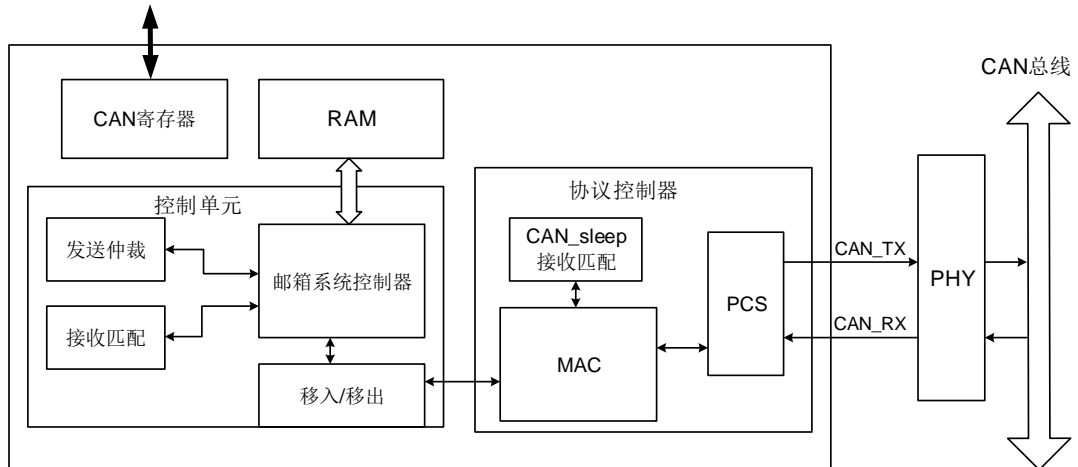 CAN总线
CAN寄存器
RAM
控制单元
发送仲裁
接收匹配
邮箱系统控制器
移入/移出
协议控制器
CAN_sleep
接收匹配
MAC
PCS
CAN_TX
CAN_RX
PHY